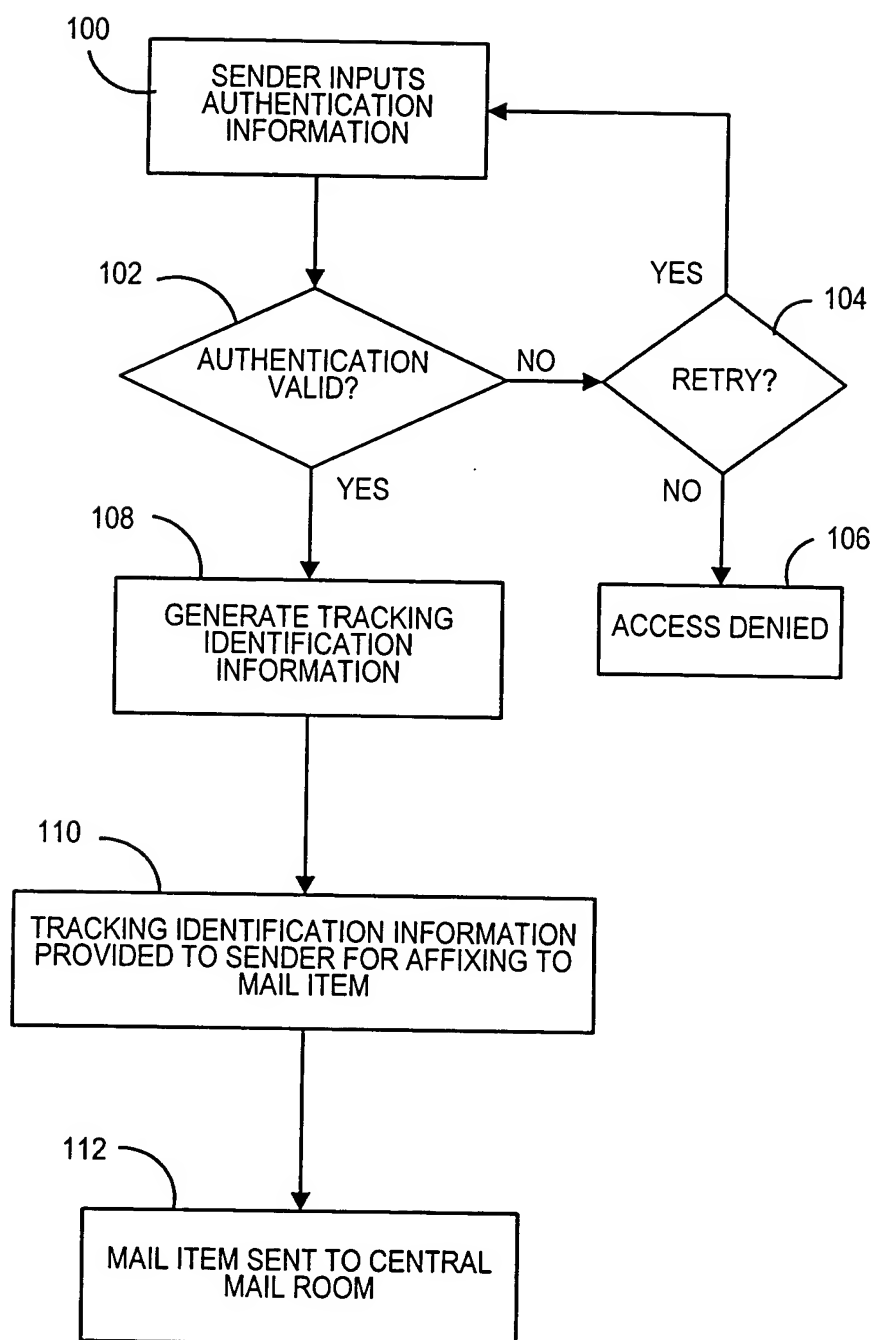 100
SENDER INPUTS
AUTHENTICATION
INFORMATION
102
AUTHENTICATION
VALID?
NO
YES
104
RETRY?
YES
NO
106
ACCESS DENIED
108
GENERATE TRACKING
IDENTIFICATION
INFORMATION
110
TRACKING IDENTIFICATION INFORMATION
PROVIDED TO SENDER FOR AFFIXING TO
MAIL ITEM
112
MAIL ITEM SENT TO CENTRAL
MAIL ROOM